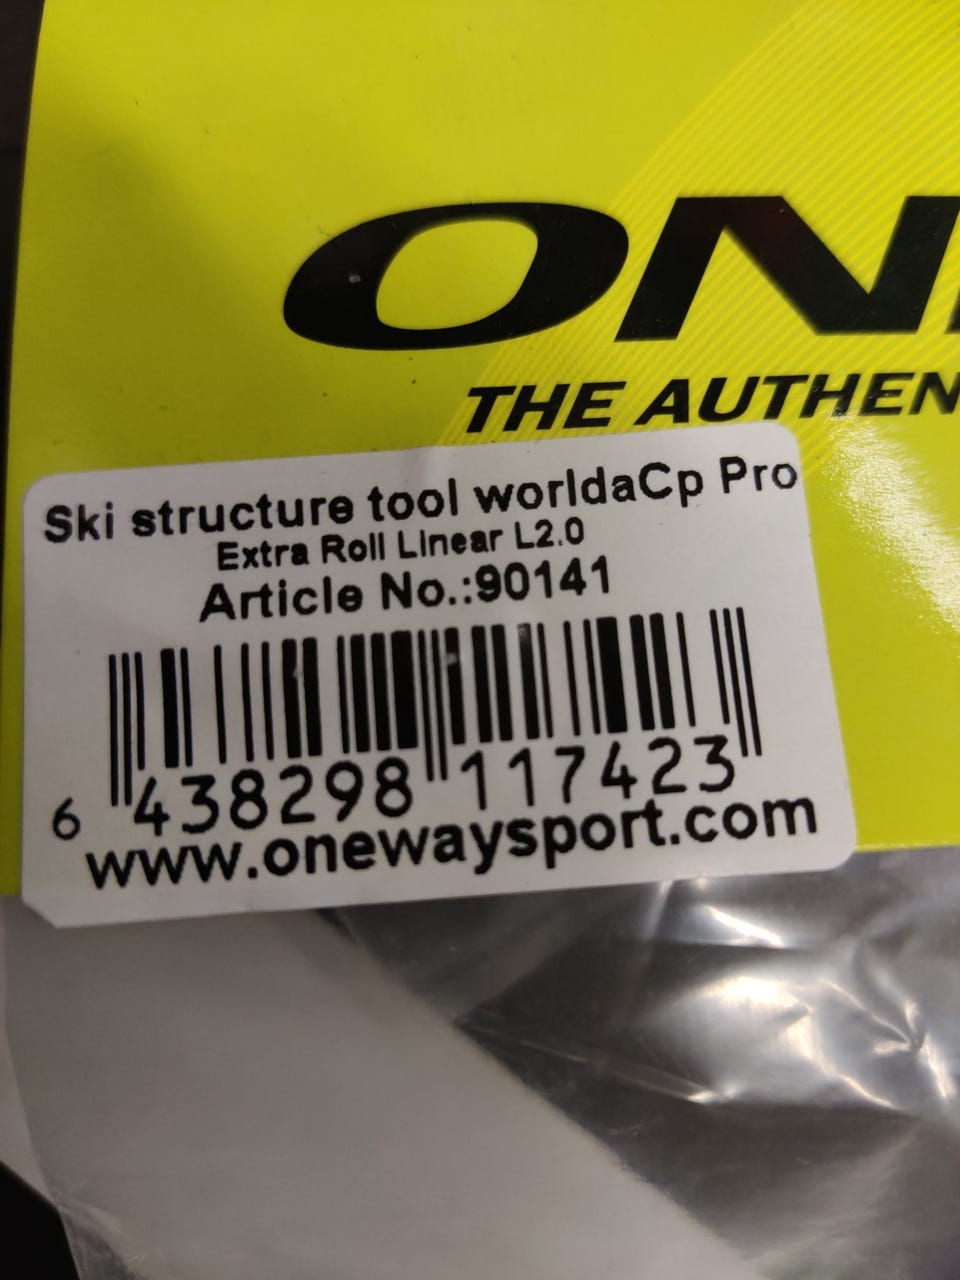 ON
THE AUTHEN
Ski structure tool worldaCp Pro
Extra Roll Linear L2.0
Article No.:90141
6 438298 117423
www.onewaysport.com